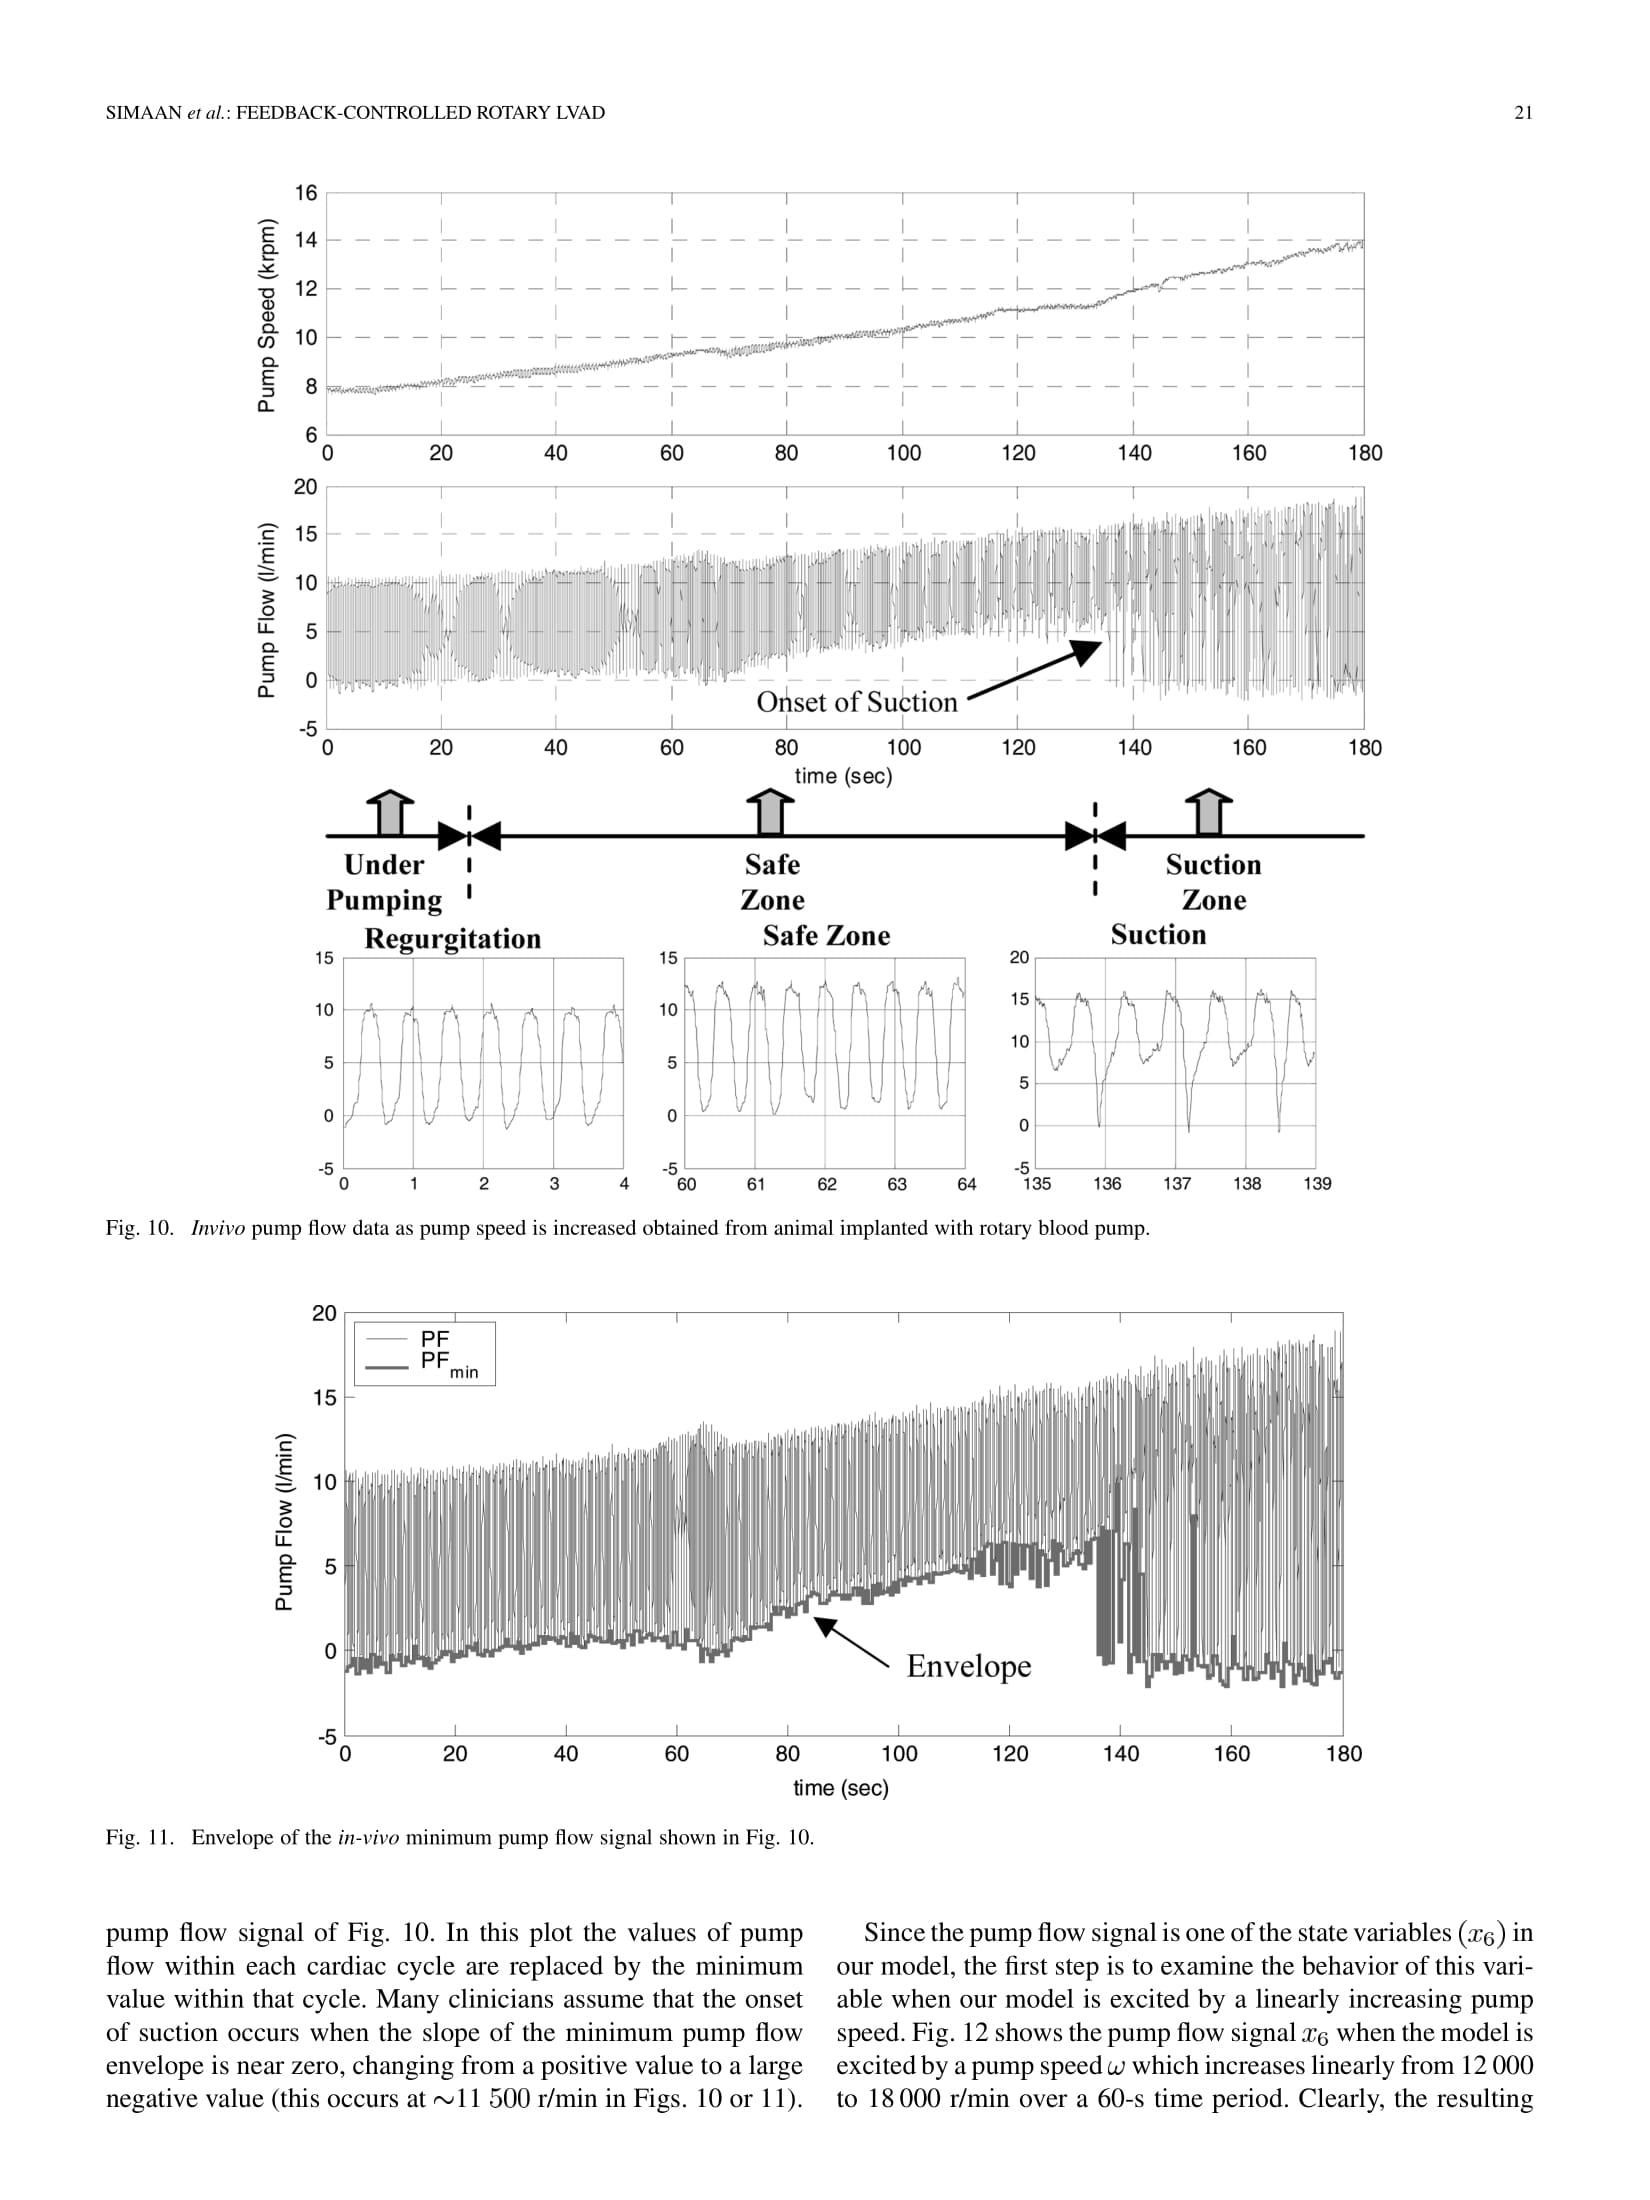 SIMAAN et al.: FEEDBACK-CONTROLLED ROTARY LVAD 21
16
14
12
10
8
6
Pump Speed (krpm)
0 20 40 60 80 100 120 140 160 180
20
15
10
5
0
-5
Pump Flow (l/min)
Onset of Suction
0 20 40 60 80 100 120 140 160 180
time (sec)
Under Pumping
Safe Zone
Suction Zone
Regurgitation
Safe Zone
Suction
15
10
5
0
-5
0 1 2 3 4
15
10
5
0
-5
60 61 62 63 64
20
15
10
5
0
-5
135 136 137 138 139
Fig. 10. Invivo pump flow data as pump speed is increased obtained from animal implanted with rotary blood pump.
20
15
10
5
0
-5
Pump Flow (l/min)
PF
PFmin
Envelope
0 20 40 60 80 100 120 140 160 180
time (sec)
Fig. 11. Envelope of the in-vivo minimum pump flow signal shown in Fig. 10.
pump flow signal of Fig. 10. In this plot the values of pump
flow within each cardiac cycle are replaced by the minimum
value within that cycle. Many clinicians assume that the onset
of suction occurs when the slope of the minimum pump flow
envelope is near zero, changing from a positive value to a large
negative value (this occurs at ∼11 500 r/min in Figs. 10 or 11).
Since the pump flow signal is one of the state variables (x6) in
our model, the first step is to examine the behavior of this vari-
able when our model is excited by a linearly increasing pump
speed. Fig. 12 shows the pump flow signal x6 when the model is
excited by a pump speed ω which increases linearly from 12 000
to 18 000 r/min over a 60-s time period. Clearly, the resulting